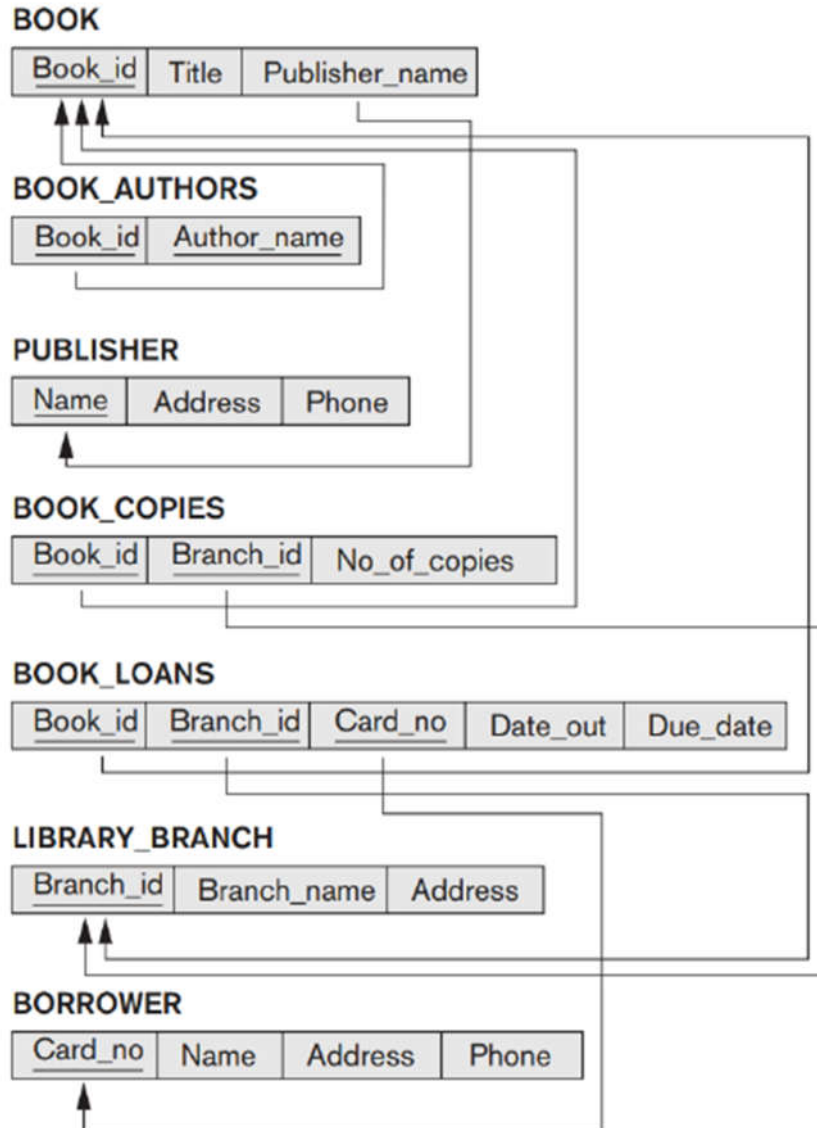 BOOK
Book_id Title Publisher_name
BOOK_AUTHORS
Book_id Author_name
PUBLISHER
Name Address Phone
BOOK_COPIES
Book_id Branch_id No_of_copies
BOOK_LOANS
Book_id Branch_id Card_no Date_out Due_date
LIBRARY_BRANCH
Branch_id Branch_name Address
BORROWER
Card_no Name Address Phone